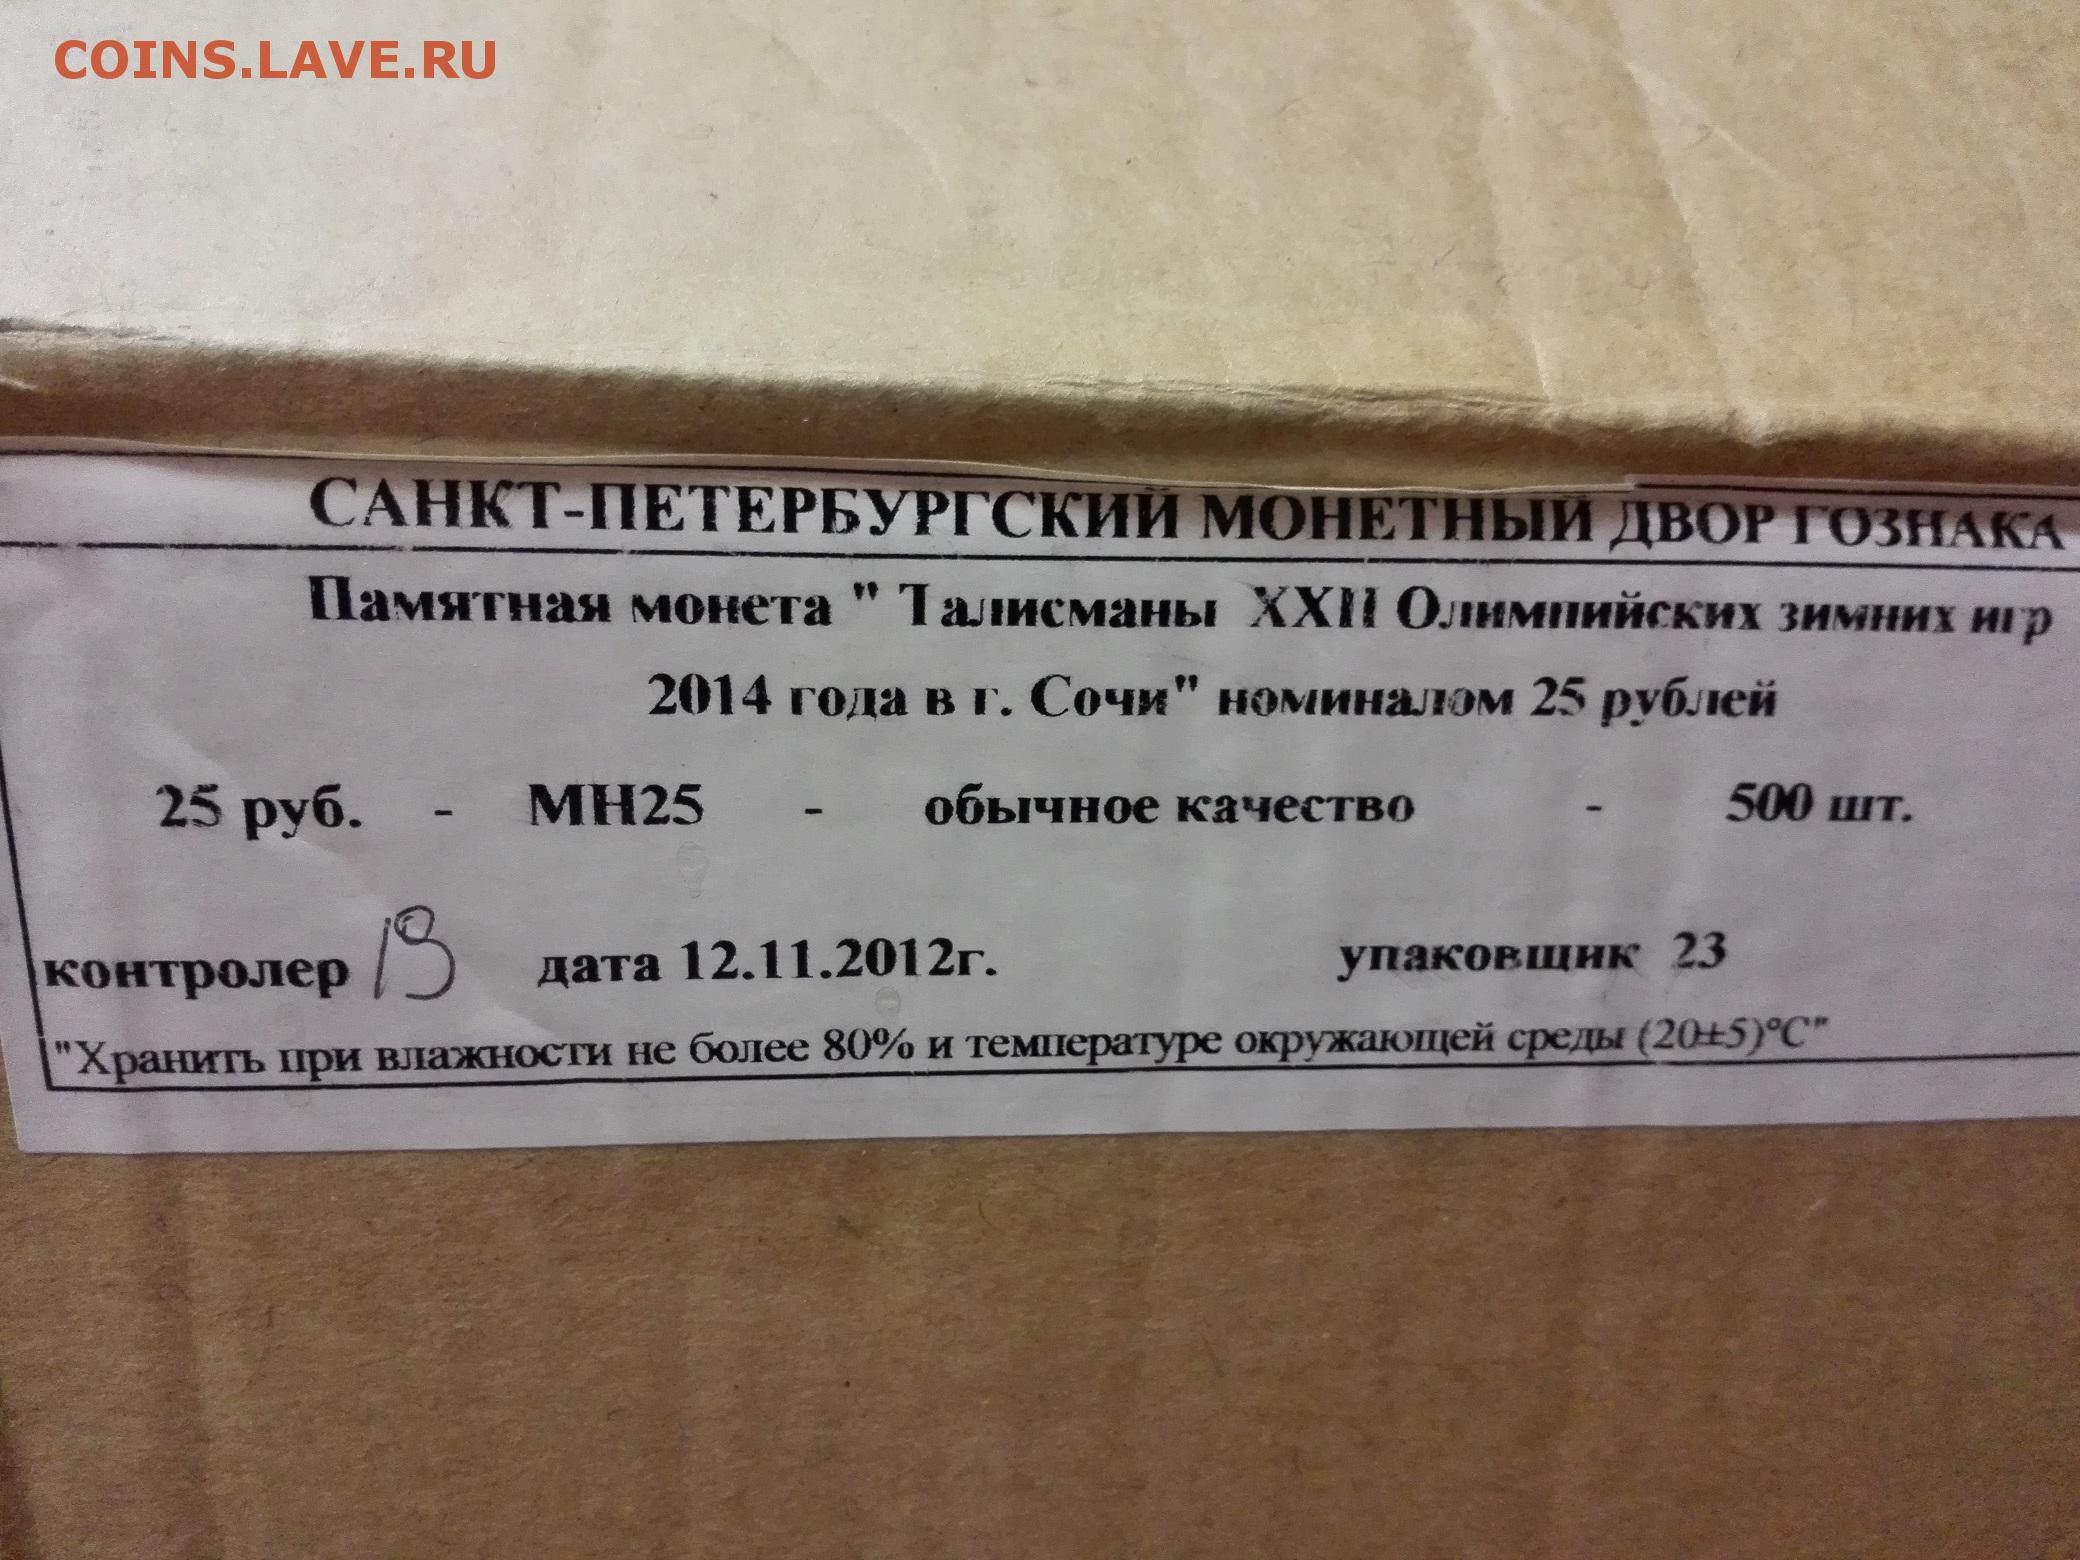 COINS.LAVE.RU
САНКТ-ПЕТЕРБУРГСКИЙ МОНЕТНЫЙ ДВОР ГОЗНАКА
Памятная монета " Талисманы XXII Олимпийских зимних игр
2014 года в г. Сочи" номиналом 25 рублей
25 руб. - МН25 - обычное качество - 500 шт.
контролер 19 дата 12.11.2012г. упаковщик 23
"Хранить при влажности не более 80% и температуре окружающей среды (20±5)°С"